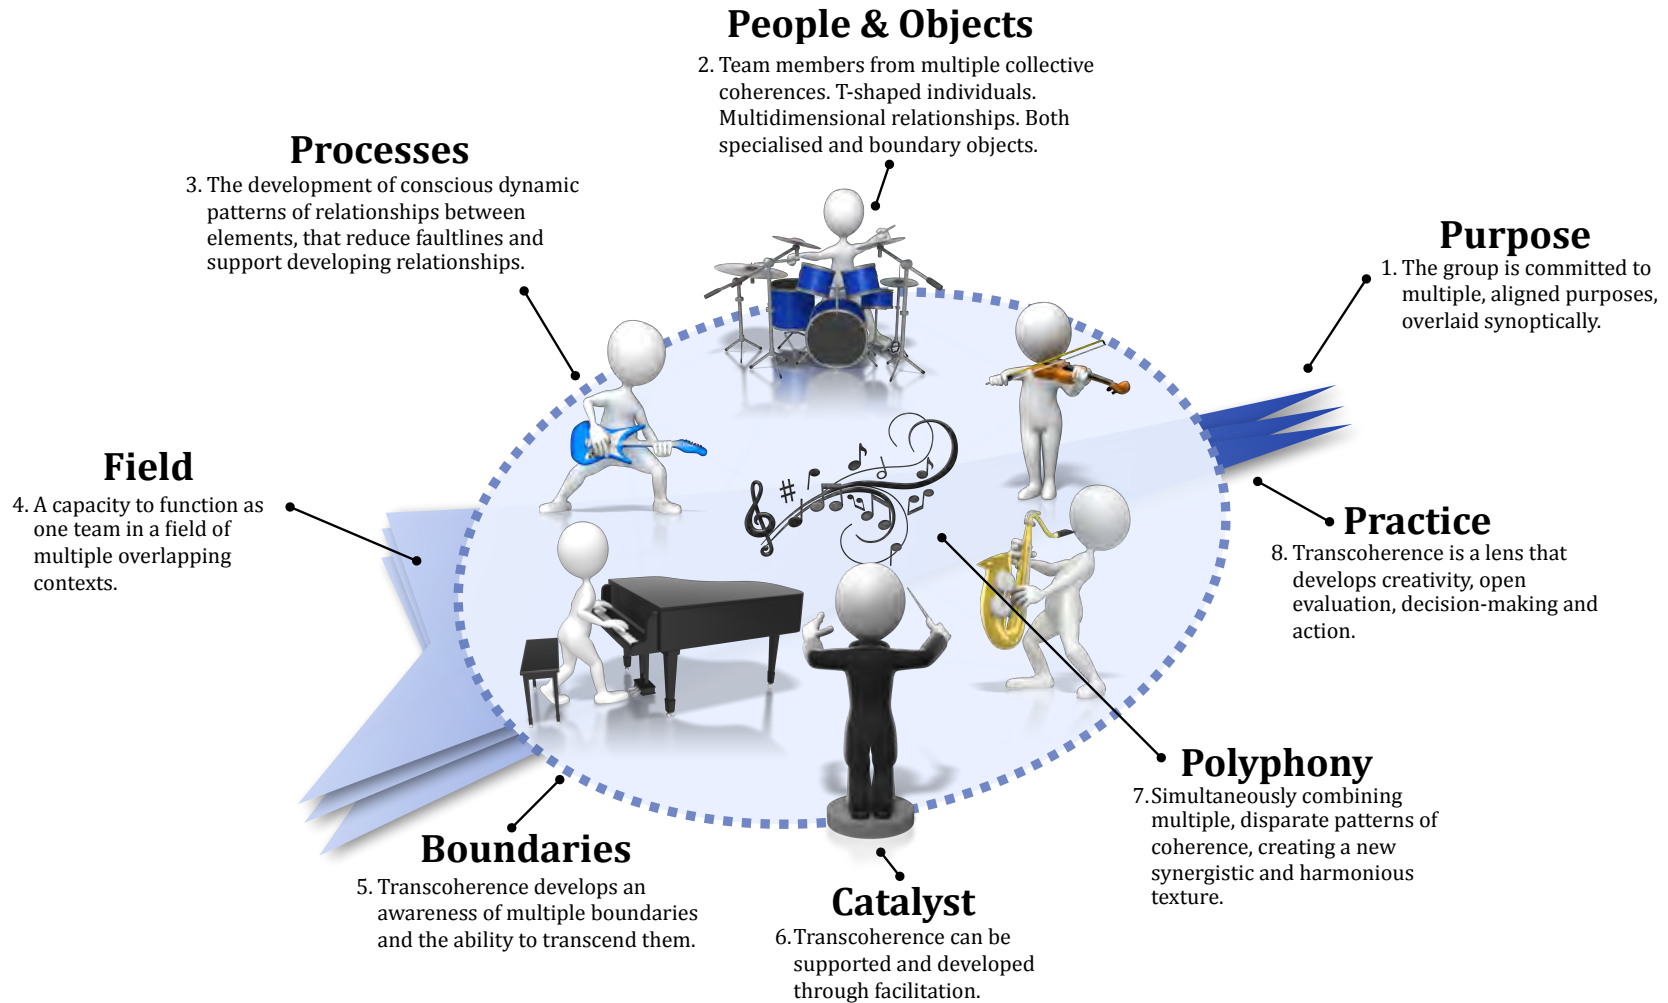 People & Objects
2. Team members from multiple collective
coherences. T-shaped individuals.
Multidimensional relationships. Both
specialised and boundary objects.
Processes
3. The development of conscious dynamic
patterns of relationships between
elements, that reduce faultlines and
support developing relationships.
Purpose
1. The group is committed to
multiple, aligned purposes,
overlaid synoptically.
Field
4. A capacity to function as
one team in a field of
multiple overlapping
contexts.
Practice
8. Transcoherence is a lens that
develops creativity, open
evaluation, decision-making and
action.
Polyphony
7. Simultaneously combining
multiple, disparate patterns of
coherence, creating a new
synergistic and harmonious
texture.
Boundaries
5. Transcoherence develops an
awareness of multiple boundaries
and the ability to transcend them.
Catalyst
6. Transcoherence can be
supported and developed
through facilitation.